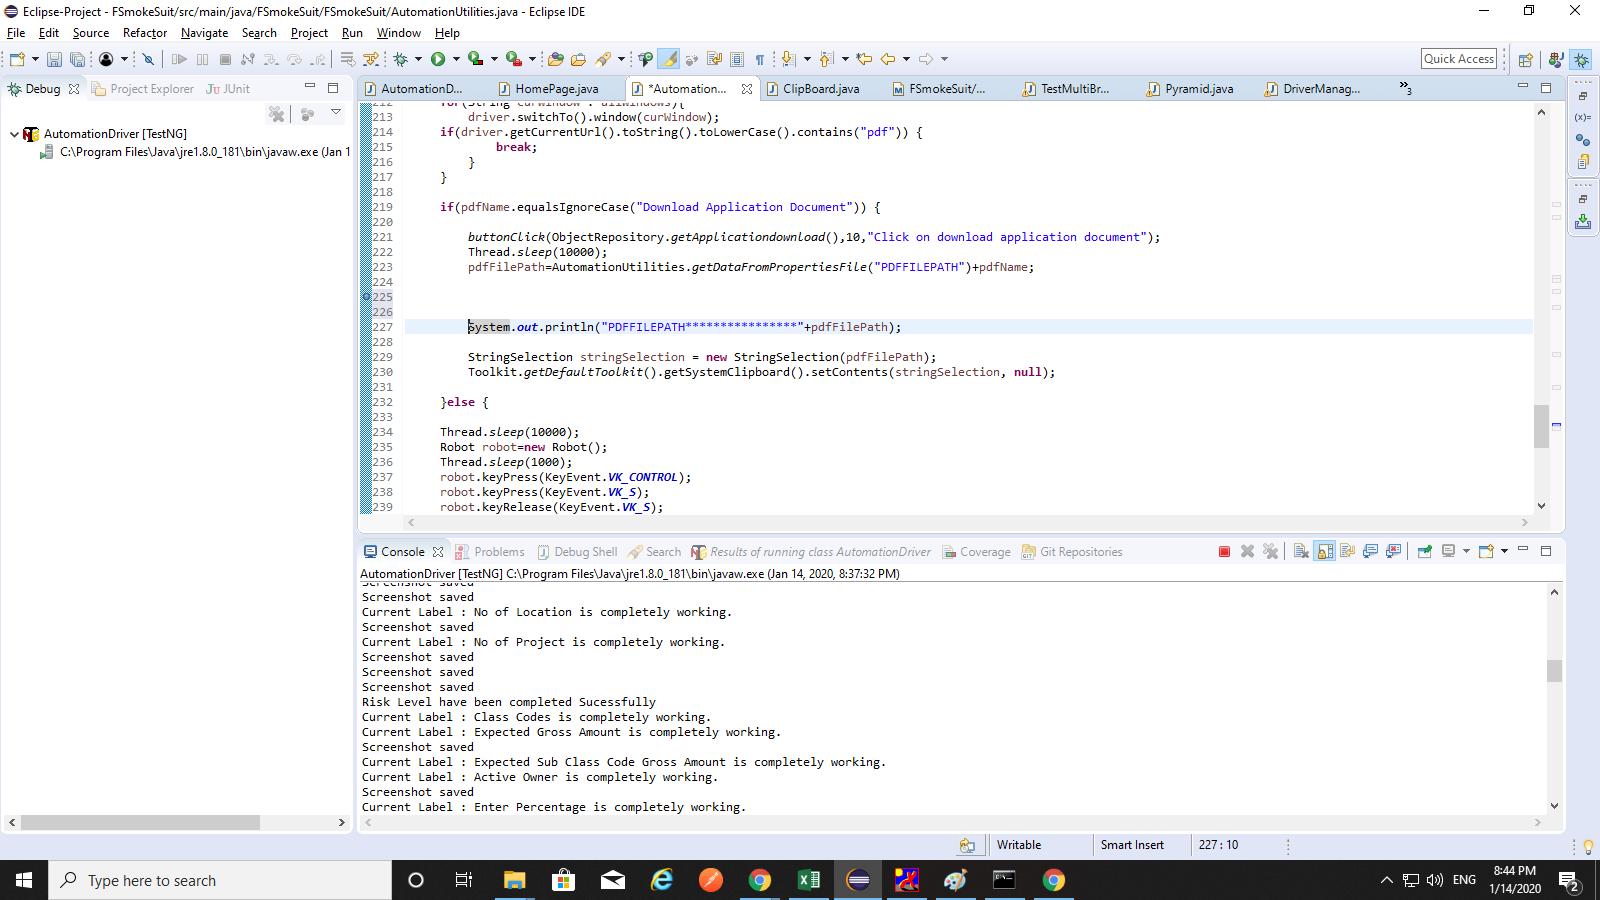 Eclipse-Project - FSmokeSuit/src/main/java/FSmokeSuit/FSmokeSuit/AutomationUtilities.java - Eclipse IDE
File Edit Source Refactor Navigate Search Project Run Window Help
Quick Access
Debug Project Explorer JUnit
AutomationD... HomePage.java *Automation... ClipBoard.java FSmokeSuit/... TestMultiBr... Pyramid.java DriverManag... »3
AutomationDriver [TestNG]
C:\Program Files\Java\jre1.8.0_181\bin\javaw.exe (Jan 1
212 for(String curWindow : allWindows){
213 driver.switchTo().window(curWindow);
214 if(driver.getCurrentUrl().toString().toLowerCase().contains("pdf")) {
215 break;
216 }
217 }
218
219 if(pdfName.equalsIgnoreCase("Download Application Document")) {
220
221 buttonClick(ObjectRepository.getApplicationdownload(),10,"Click on download application document");
222 Thread.sleep(10000);
223 pdfFilePath=AutomationUtilities.getDataFromPropertiesFile("PDFFILEPATH")+pdfName;
224
225
226
227 System.out.println("PDFFILEPATH****************"+pdfFilePath);
228
229 StringSelection stringSelection = new StringSelection(pdfFilePath);
230 Toolkit.getDefaultToolkit().getSystemClipboard().setContents(stringSelection, null);
231
232 }else {
233
234 Thread.sleep(10000);
235 Robot robot=new Robot();
236 Thread.sleep(1000);
237 robot.keyPress(KeyEvent.VK_CONTROL);
238 robot.keyPress(KeyEvent.VK_S);
239 robot.keyRelease(KeyEvent.VK_S);
Console Problems Debug Shell Search Results of running class AutomationDriver Coverage Git Repositories
AutomationDriver [TestNG] C:\Program Files\Java\jre1.8.0_181\bin\javaw.exe (Jan 14, 2020, 8:37:32 PM)
Screenshot saved
Screenshot saved
Current Label : No of Location is completely working.
Screenshot saved
Current Label : No of Project is completely working.
Screenshot saved
Screenshot saved
Screenshot saved
Risk Level have been completed Sucessfully
Current Label : Class Codes is completely working.
Current Label : Expected Gross Amount is completely working.
Screenshot saved
Current Label : Expected Sub Class Code Gross Amount is completely working.
Current Label : Active Owner is completely working.
Screenshot saved
Current Label : Enter Percentage is completely working.
Writable Smart Insert 227 : 10
Type here to search
ENG
8:44 PM
1/14/2020
2